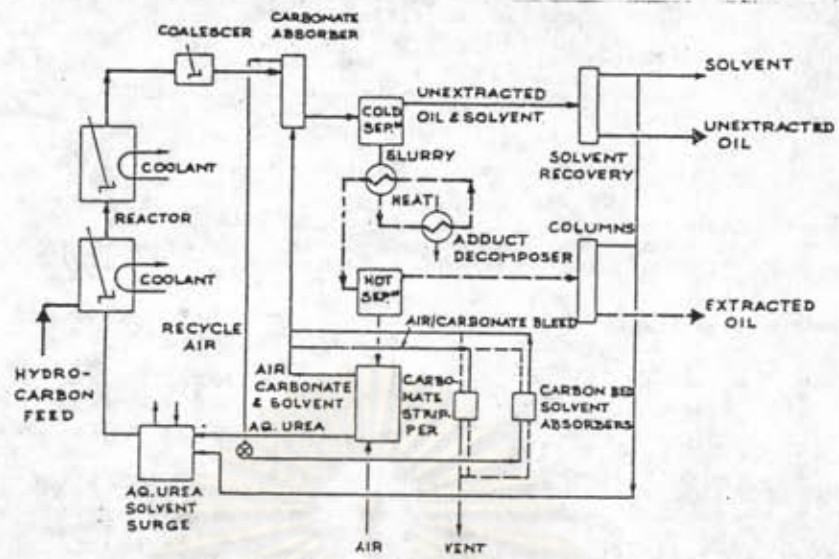 COALESCER
CARBONATE
ABSORBER
SOLVENT
UNEXTRACTED
OIL & SOLVENT
COLD
SEP.N
UNEXTRACTED
OIL
SLURRY
SOLVENT
RECOVERY
COOLANT
HEAT
REACTOR
ADDUCT
DECOMPOSER
COLUMNS
COOLANT
HOT
SEP.N
EXTRACTED
OIL
RECYCLE
AIR
AIR/CARBONATE BLEED
HYDRO-
CARBON
FEED
AIR
CARBONATE
& SOLVENT
CARBO-
NATE
STRIP
PER
CARBON BED
SOLVENT
ABSORBERS
AQ. UREA
AQ. UREA
SOLVENT
SURGE
AIR
VENT